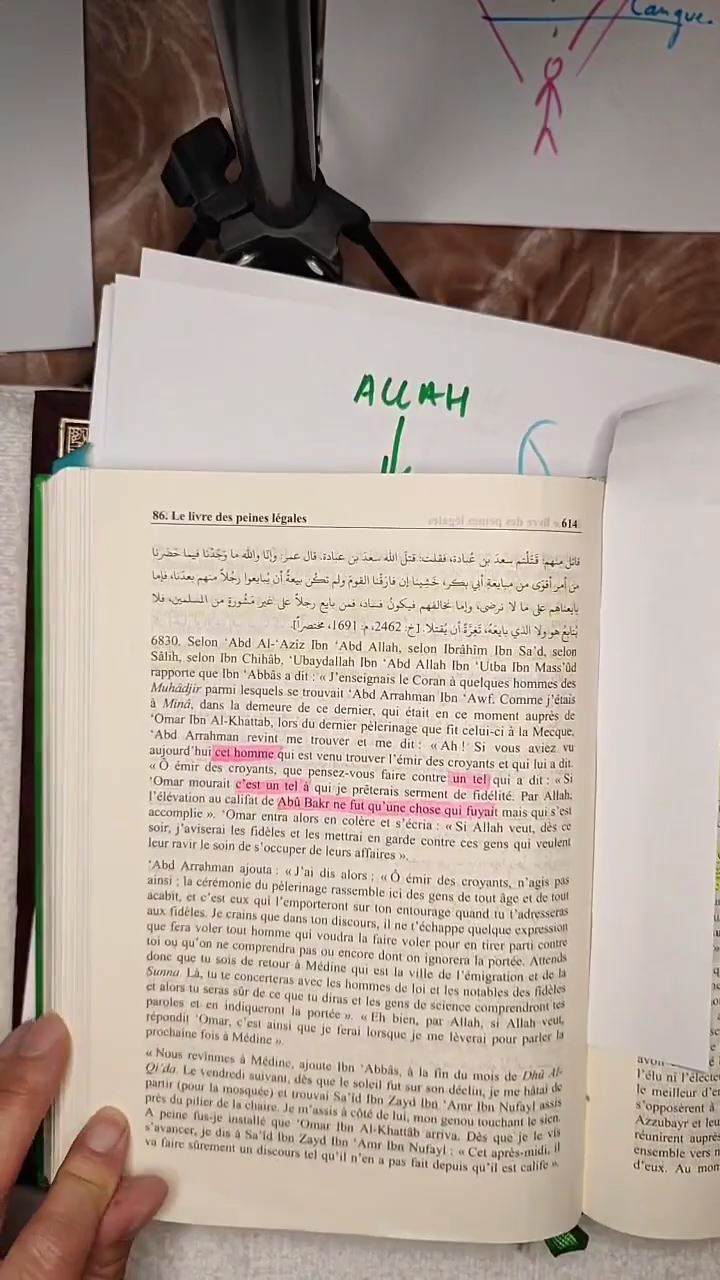 Langue.
ALLAH
86. Le livre des peines légales
614
قائل منهم: قَتَلْتم سعدَ بن عُبادة، فقلت: قتلَ الله سعدَ بن عبادة. قال عمر: وإنّا والله ما وَجَدْنا فيما حَضَرنا
من أمر أقوَى من مبايعةِ أبي بكر، خَشينا إن فارَقْنا القومَ ولم تكن بيعةٌ أن يُبايعوا رَجُلاً منهم بعدَنا، فإما
بايعناهم على ما لا نرضى، وإما نخالفهم فيكونُ فساد، فمن بايع رجلاً على غير مَشُورةٍ من المسلمين، فلا
يُتابَع هو ولا الذي بايعَهُ، تَغِرَّةً أن يُقتلا. [خ: 2462، م: 1691، مختصراً].
6830. Selon ‘Abd Al-‘Azîz Ibn ‘Abd Allah, selon Ibrâhîm Ibn Sa‘d, selon
Sâlih, selon Ibn Chihâb, ‘Ubaydallah Ibn ‘Abd Allah Ibn ‘Utba Ibn Mass‘ûd
rapporte que Ibn ‘Abbâs a dit : « J'enseignais le Coran à quelques hommes des
Muhâdjir parmi lesquels se trouvait ‘Abd Arrahman Ibn ‘Awf. Comme j'étais
à Minâ, dans la demeure de ce dernier, qui était en ce moment auprès de
‘Omar Ibn Al-Khattab, lors du dernier pèlerinage que fit celui-ci à la Mecque,
‘Abd Arrahman revint me trouver et me dit : « Ah ! Si vous aviez vu
aujourd'hui cet homme qui est venu trouver l'émir des croyants et qui lui a dit.
« Ô émir des croyants, que pensez-vous faire contre un tel qui a dit : « Si
‘Omar mourait c'est un tel à qui je prêterais serment de fidélité. Par Allah,
l'élévation au califat de Abû Bakr ne fut qu'une chose qui fuyait mais qui s'est
accomplie ». ‘Omar entra alors en colère et s'écria : « Si Allah veut, dès ce
soir, j'aviserai les fidèles et les mettrai en garde contre ces gens qui veulent
leur ravir le soin de s'occuper de leurs affaires ».
‘Abd Arrahman ajouta : « J'ai dis alors : « Ô émir des croyants, n'agis pas
ainsi ; la cérémonie du pèlerinage rassemble ici des gens de tout âge et de tout
acabit, et c'est eux qui l'emporteront sur ton entourage quand tu t'adresseras
aux fidèles. Je crains que dans ton discours, il ne t'échappe quelque expression
que fera voler tout homme qui voudra la faire voler pour en tirer parti contre
toi ou qu'on ne comprendra pas ou encore dont on ignorera la portée. Attends
donc que tu sois de retour à Médine qui est la ville de l'émigration et de la
Sunna. Là, tu te concerteras avec les hommes de loi et les notables des fidèles
et alors tu seras sûr de ce que tu diras et les gens de science comprendront tes
paroles et en indiqueront la portée ». « Eh bien, par Allah, si Allah veut,
répondit ‘Omar, c'est ainsi que je ferai lorsque je me lèverai pour parler la
prochaine fois à Médine ».
« Nous revînmes à Médine, ajoute Ibn ‘Abbâs, à la fin du mois de Dhû Al-
Qi‘da. Le vendredi suivant, dès que le soleil fut sur son déclin, je me hâtai de
partir (pour la mosquée) et trouvai Sa‘îd Ibn Zayd Ibn ‘Amr Ibn Nufayl assis
près du pilier de la chaire. Je m'assis à côté de lui, mon genou touchant le sien.
A peine fus-je installé que ‘Omar Ibn Al-Khattâb arriva. Dès que je le vis
s'avancer, je dis à Sa‘îd Ibn Zayd Ibn ‘Amr Ibn Nufayl : « Cet après-midi, il
va faire sûrement un discours tel qu'il n'en a pas fait depuis qu'il est calife ».
l'élu ni l'électe
le meilleur d'e
s'opposèrent à
Azzubayr et leu
réunirent auprè
ensemble vers n
d'eux. Au mon